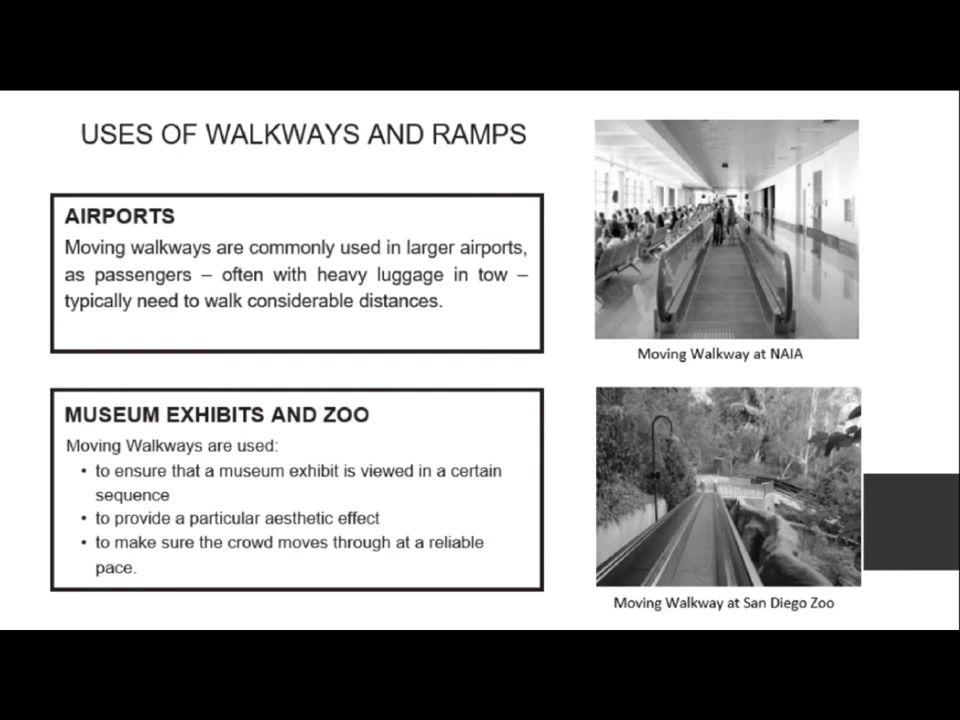 USES OF WALKWAYS AND RAMPS
AIRPORTS
Moving walkways are commonly used in larger airports,
as passengers – often with heavy luggage in tow –
typically need to walk considerable distances.
Moving Walkway at NAIA
MUSEUM EXHIBITS AND ZOO
Moving Walkways are used:
• to ensure that a museum exhibit is viewed in a certain
sequence
• to provide a particular aesthetic effect
• to make sure the crowd moves through at a reliable
pace.
Moving Walkway at San Diego Zoo